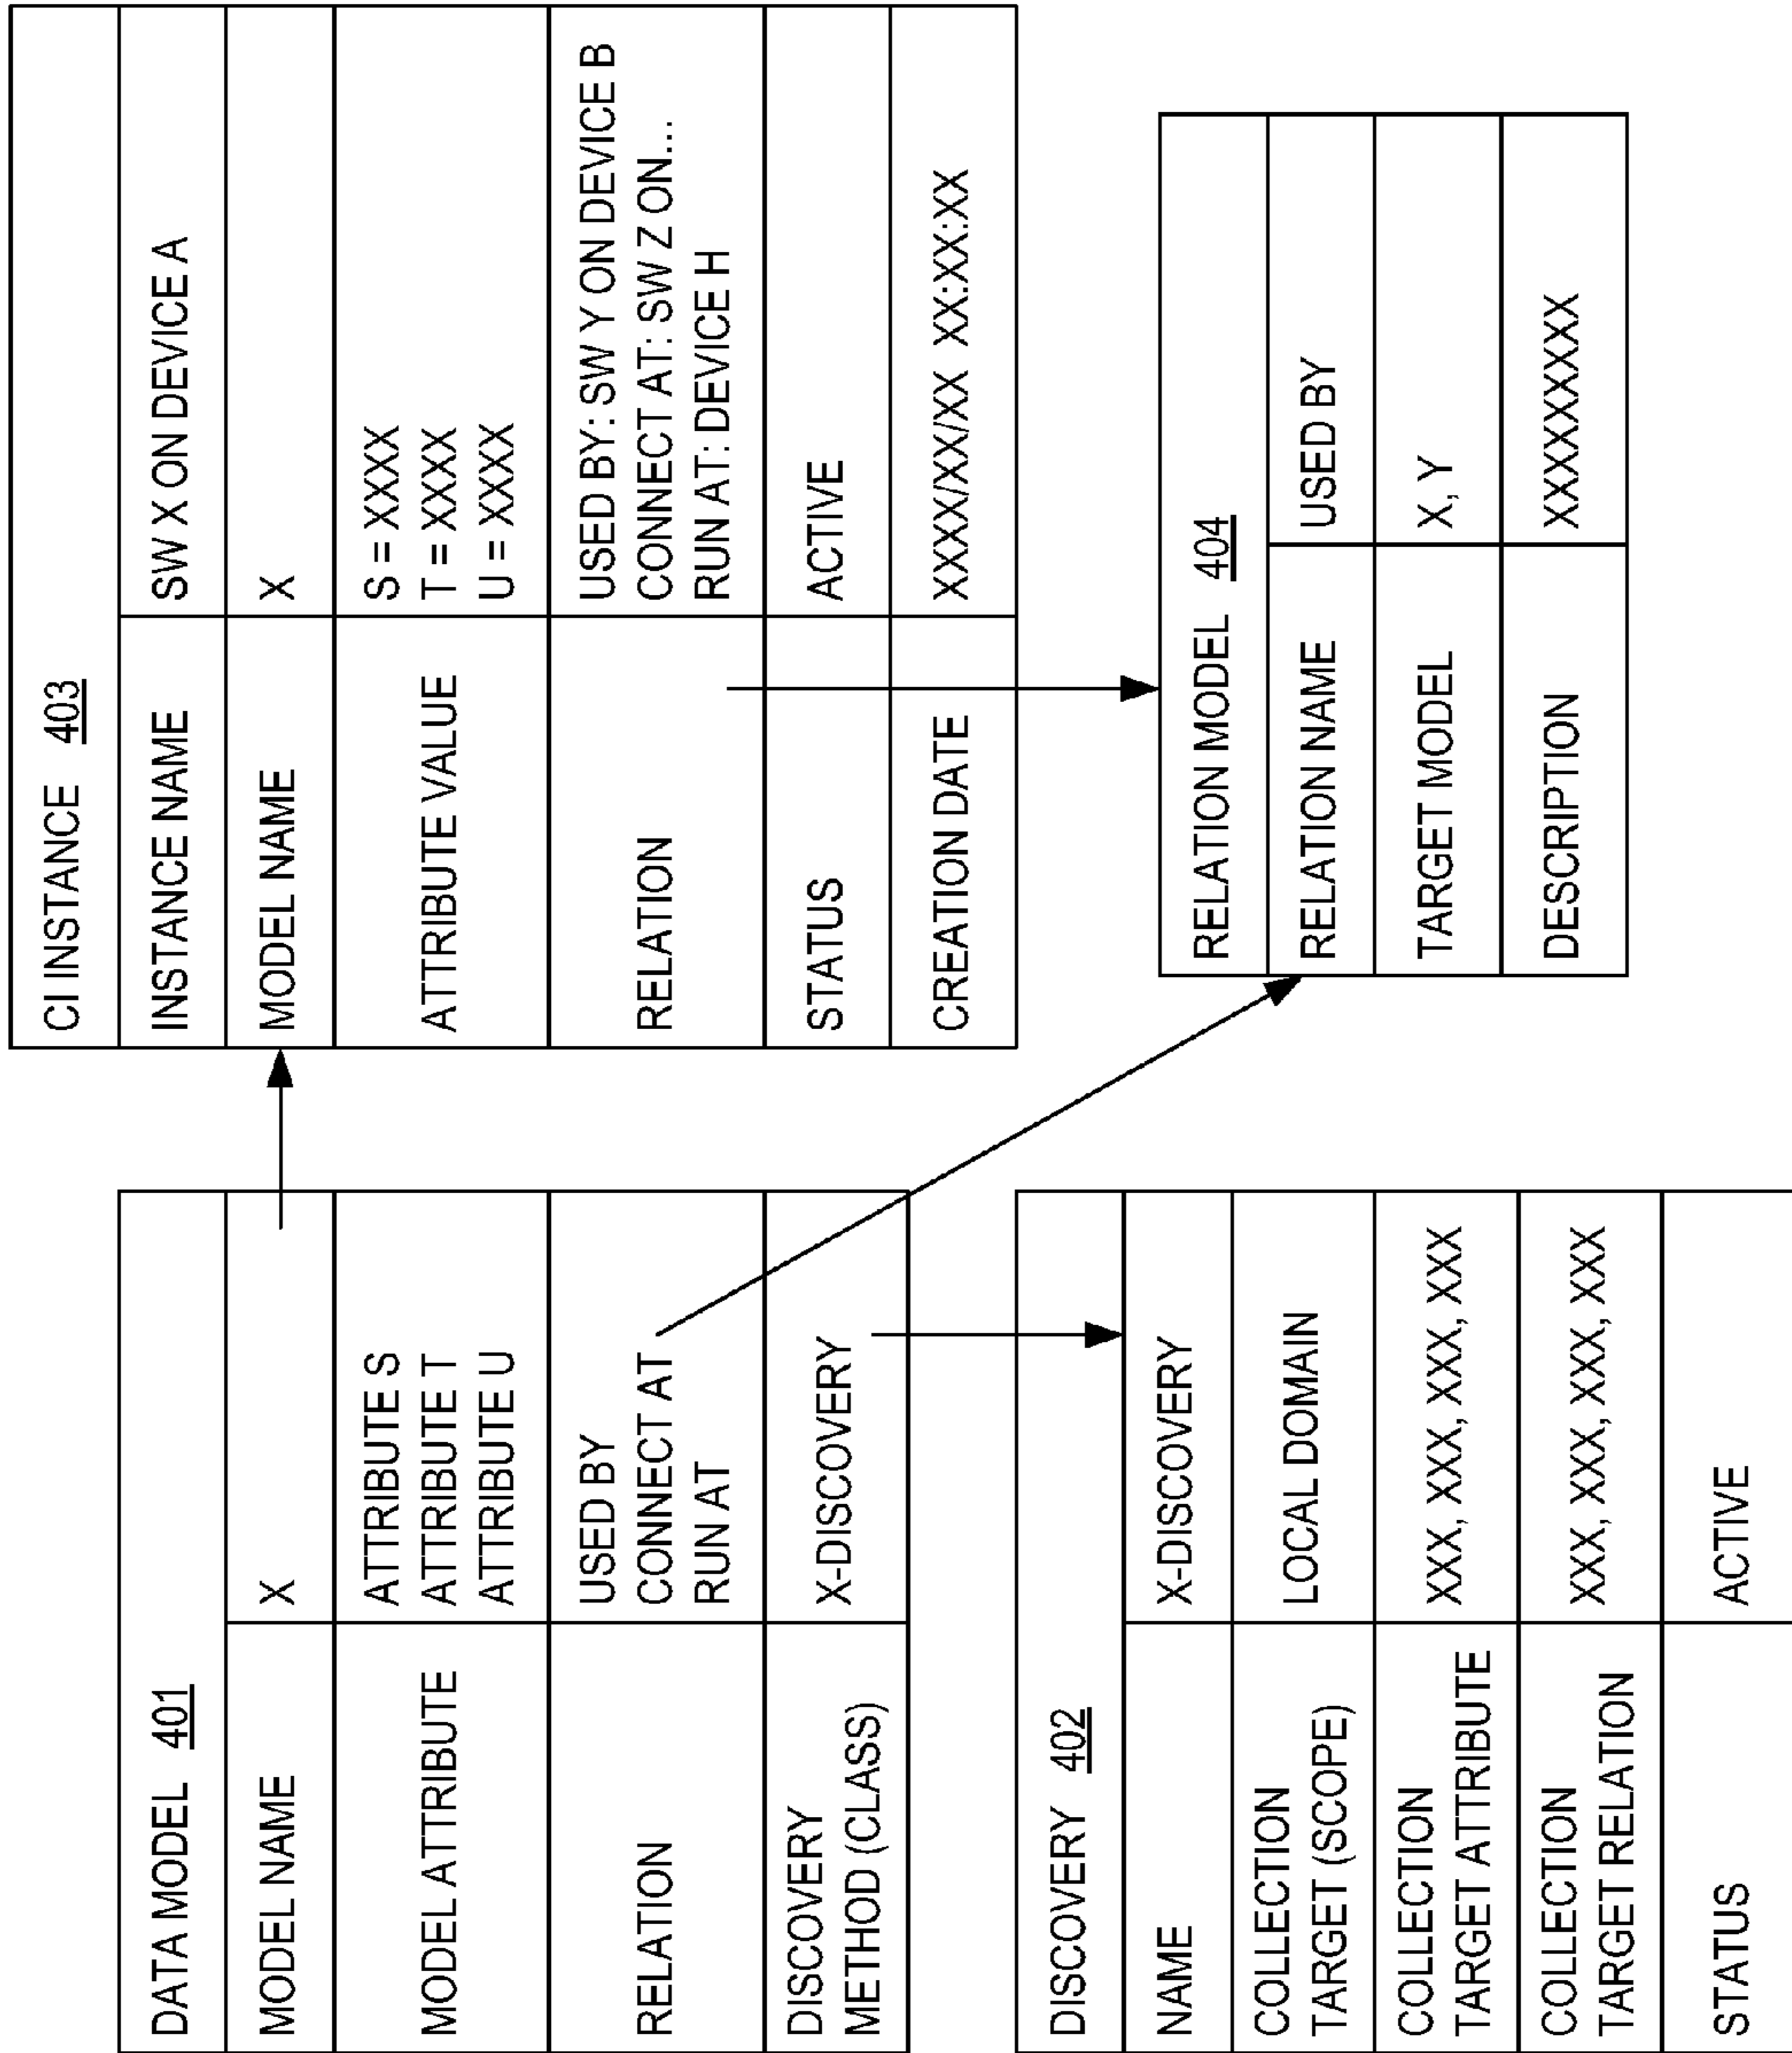 DATA MODEL 401
MODEL NAME
X
MODEL ATTRIBUTE
ATTRIBUTE S
ATTRIBUTE T
ATTRIBUTE U
RELATION
USED BY
CONNECT AT
RUN AT
DISCOVERY
METHOD (CLASS)
X-DISCOVERY
DISCOVERY 402
NAME
X-DISCOVERY
COLLECTION
TARGET (SCOPE)
LOCAL DOMAIN
COLLECTION
TARGET ATTRIBUTE
XXX, XXX, XXX, XXX
COLLECTION
TARGET RELATION
XXX, XXX, XXX, XXX
STATUS
ACTIVE
CI INSTANCE 403
INSTANCE NAME
SW X ON DEVICE A
MODEL NAME
X
ATTRIBUTE VALUE
S = XXXX
T = XXXX
U = XXXX
RELATION
USED BY: SW Y ON DEVICE B
CONNECT AT: SW Z ON...
RUN AT: DEVICE H
STATUS
ACTIVE
CREATION DATE
XXXX/XX/XX XX:XX:XX
RELATION MODEL 404
RELATION NAME
USED BY
TARGET MODEL
X, Y
DESCRIPTION
XXXXXXXXX